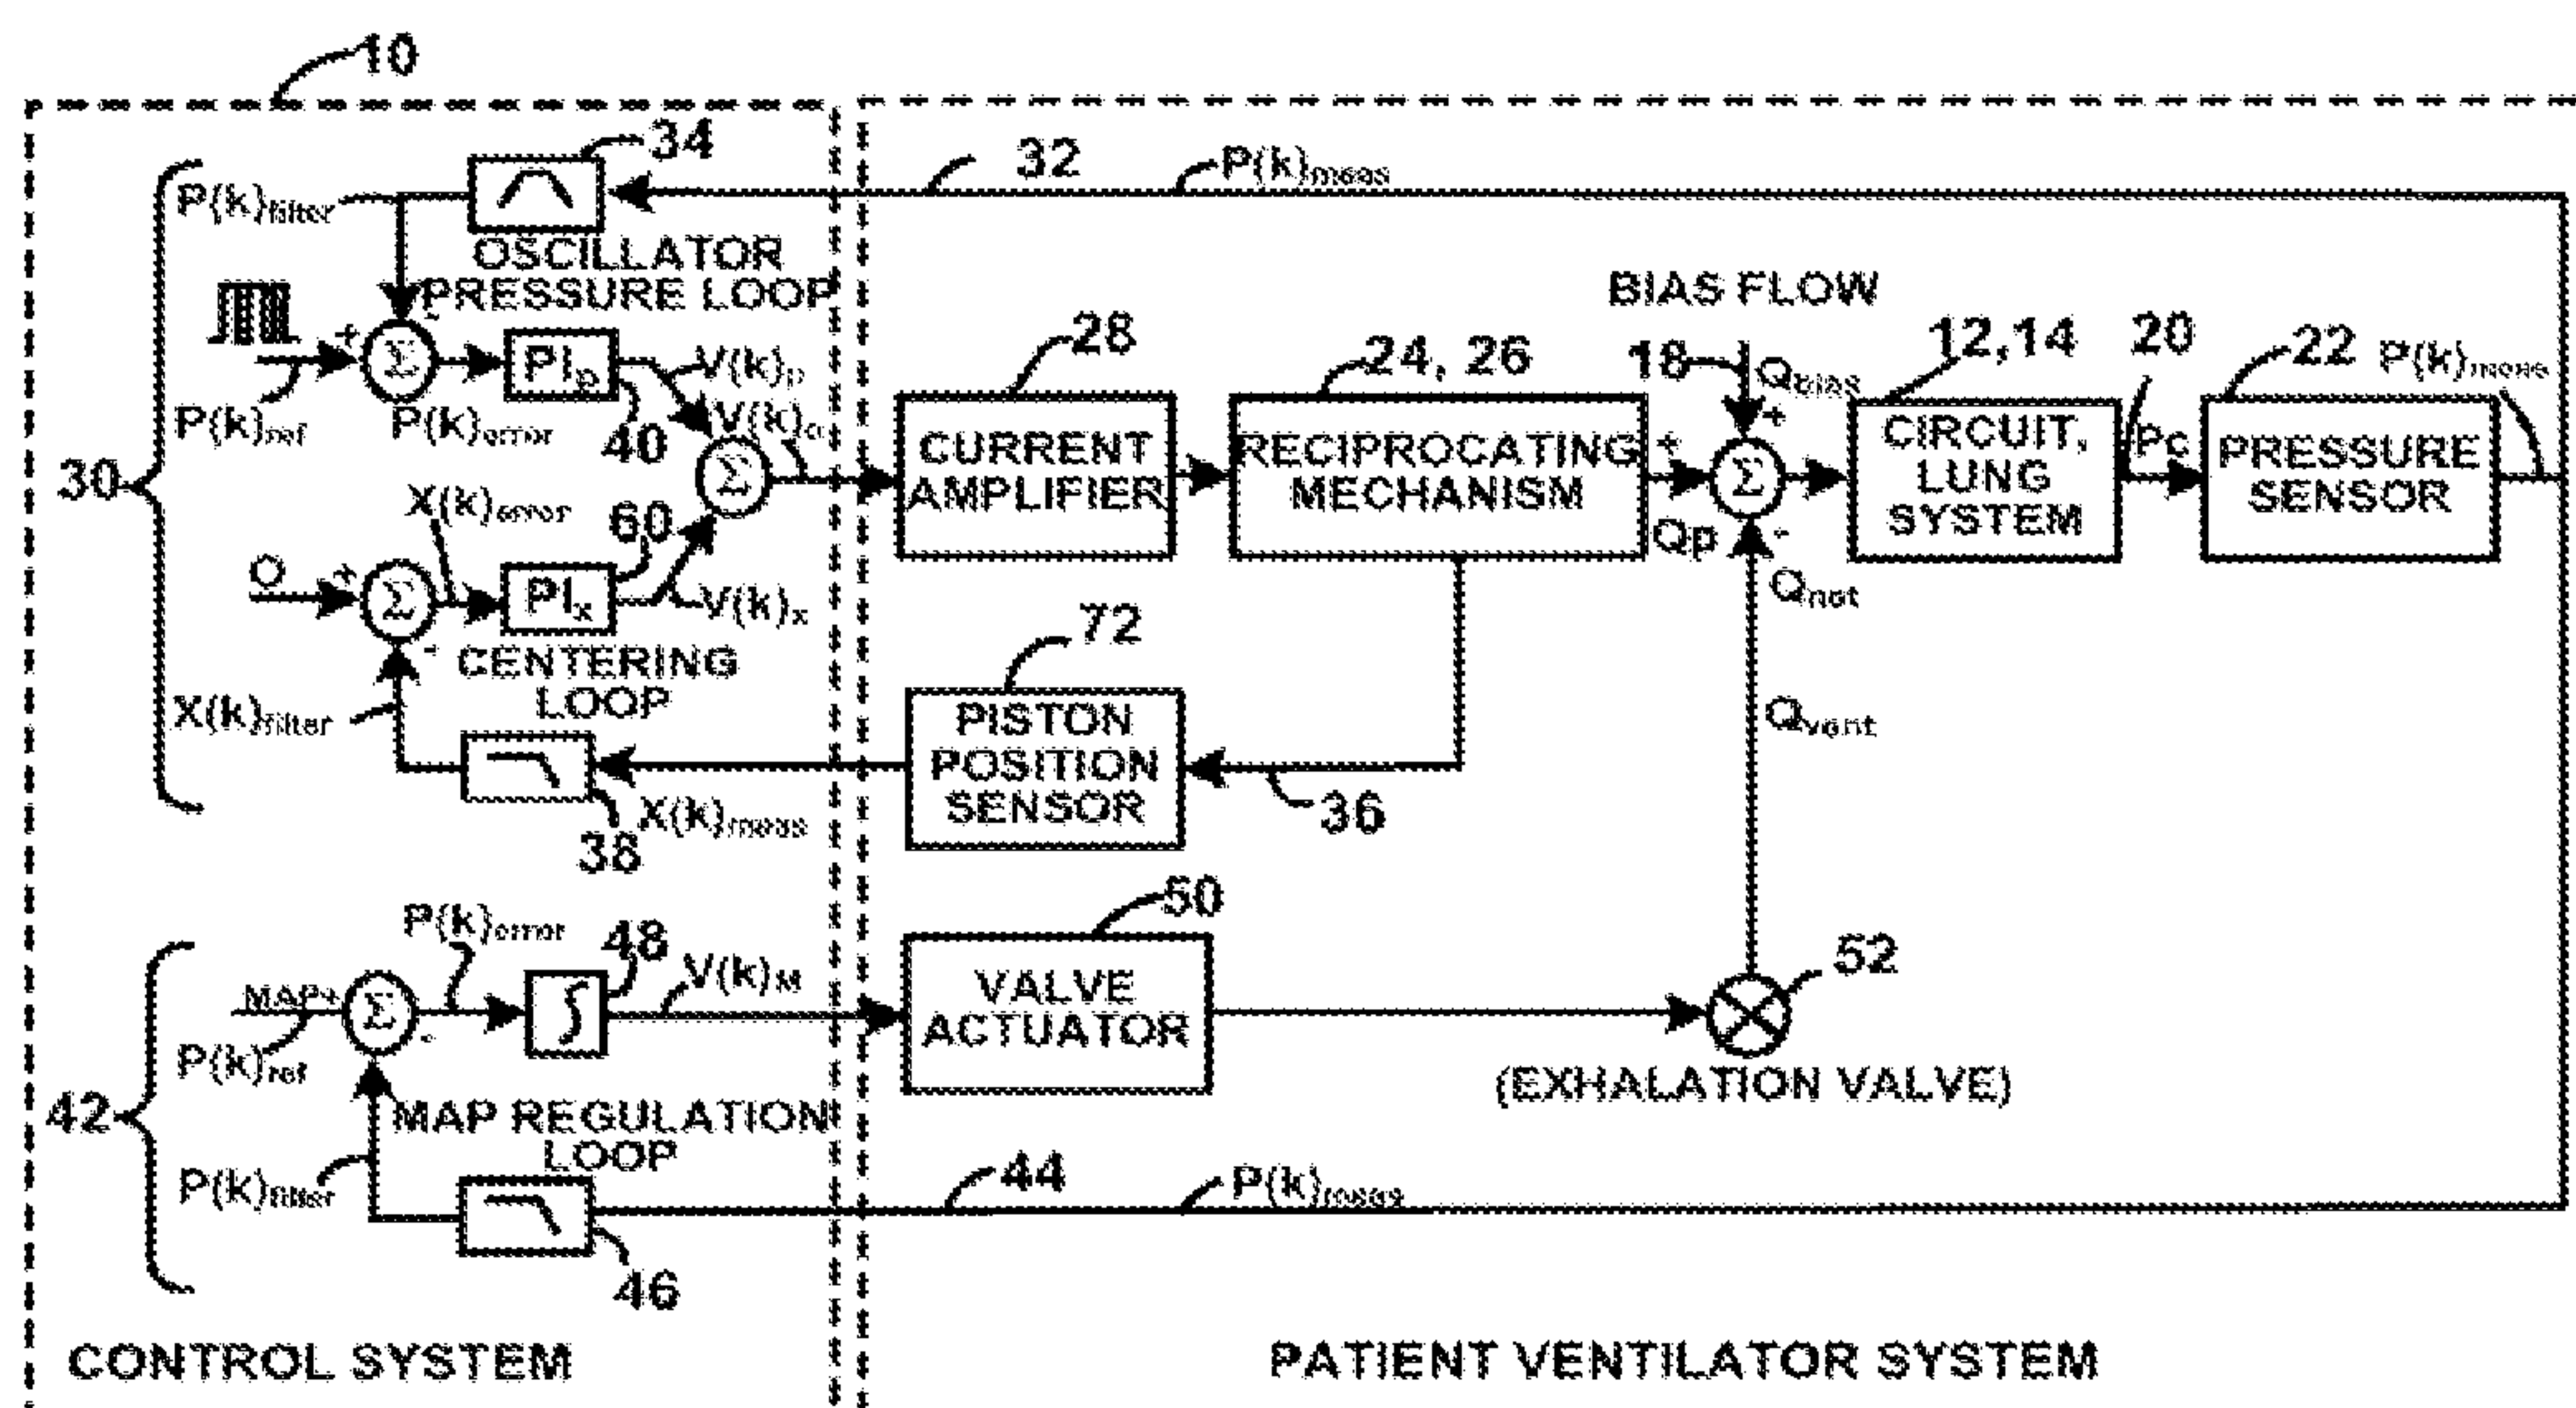 10
34
32
P(k)meas
P(k)filter
OSCILLATOR
PRESSURE LOOP
-
+
Σ
PIp
V(k)p
P(k)ref
P(k)error
40
30
X(k)error
60
O
+
Σ
PIx
V(k)x
-
CENTERING
LOOP
X(k)filter
38
X(k)meas
Σ
28
CURRENT
AMPLIFIER
24, 26
RECIPROCATING
MECHANISM
BIAS FLOW
18
Qbias
+
+
Σ
Qp
-
Qnet
12,14
CIRCUIT,
LUNG
SYSTEM
20
Pc
22
P(k)meas
PRESSURE
SENSOR
72
PISTON
POSITION
SENSOR
36
Qvent
P(k)error
48
MAP+
Σ
∫
V(k)M
P(k)ref
-
42
MAP REGULATION
LOOP
P(k)filter
46
50
VALVE
ACTUATOR
52
(EXHALATION VALVE)
44
P(k)meas
CONTROL SYSTEM
PATIENT VENTILATOR SYSTEM